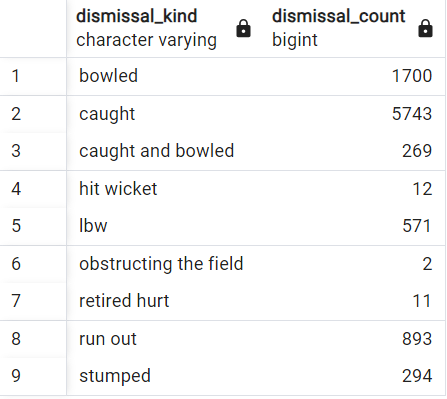 dismissal_kind dismissal_count
character varying bigint
1 bowled 1700
2 caught 5743
3 caught and bowled 269
4 hit wicket 12
5 lbw 571
6 obstructing the field 2
7 retired hurt 11
8 run out 893
9 stumped 294